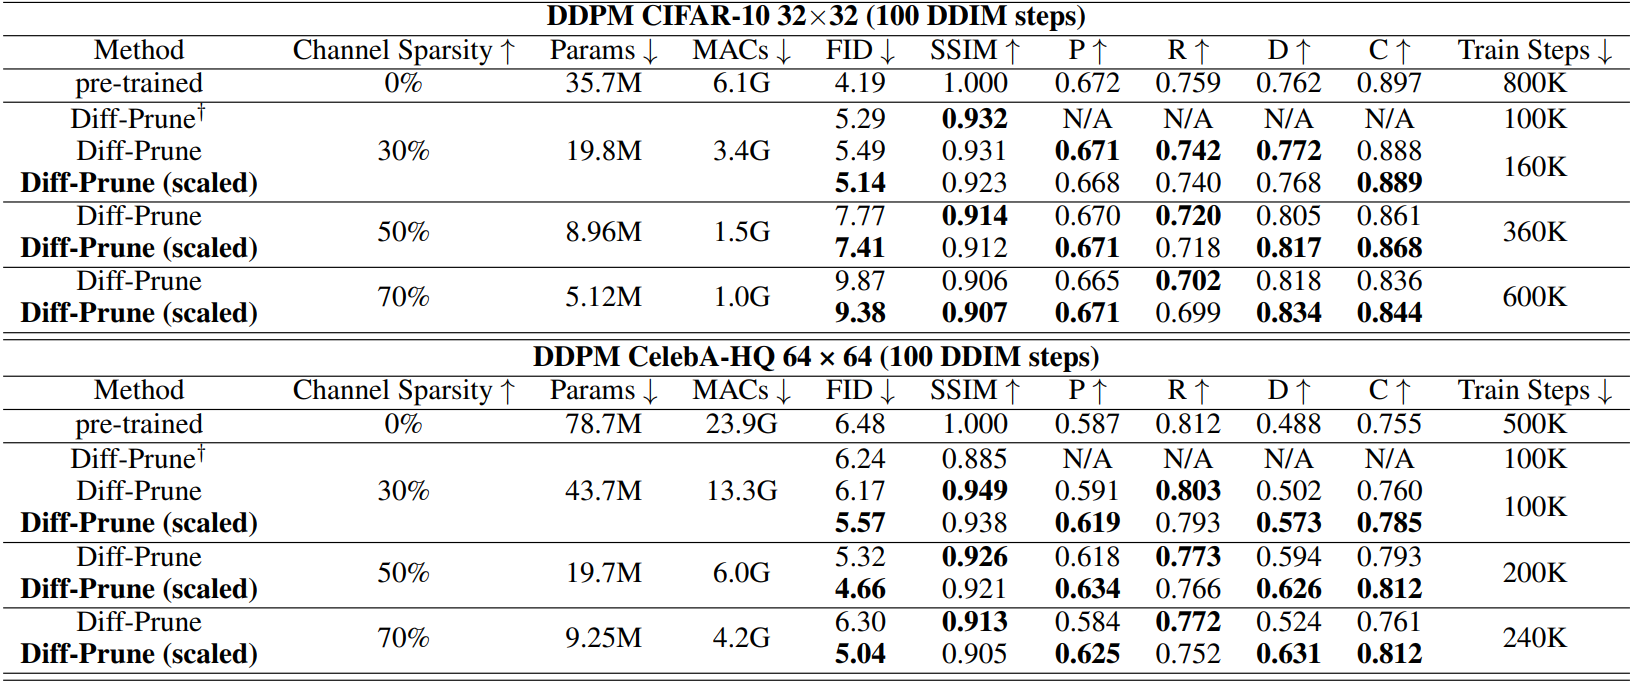 DDPM CIFAR-10 32×32 (100 DDIM steps)
Method Channel Sparsity ↑ Params ↓ MACs ↓ FID ↓ SSIM ↑ P ↑ R ↑ D ↑ C ↑ Train Steps ↓
pre-trained 0% 35.7M 6.1G 4.19 1.000 0.672 0.759 0.762 0.897 800K
Diff-Prune† 5.29 0.932 N/A N/A N/A N/A 100K
Diff-Prune 30% 19.8M 3.4G 5.49 0.931 0.671 0.742 0.772 0.888 160K
Diff-Prune (scaled) 5.14 0.923 0.668 0.740 0.768 0.889
Diff-Prune 50% 8.96M 1.5G 7.77 0.914 0.670 0.720 0.805 0.861 360K
Diff-Prune (scaled) 7.41 0.912 0.671 0.718 0.817 0.868
Diff-Prune 70% 5.12M 1.0G 9.87 0.906 0.665 0.702 0.818 0.836 600K
Diff-Prune (scaled) 9.38 0.907 0.671 0.699 0.834 0.844
DDPM CelebA-HQ 64 × 64 (100 DDIM steps)
Method Channel Sparsity ↑ Params ↓ MACs ↓ FID ↓ SSIM ↑ P ↑ R ↑ D ↑ C ↑ Train Steps ↓
pre-trained 0% 78.7M 23.9G 6.48 1.000 0.587 0.812 0.488 0.755 500K
Diff-Prune† 6.24 0.885 N/A N/A N/A N/A 100K
Diff-Prune 30% 43.7M 13.3G 6.17 0.949 0.591 0.803 0.502 0.760 100K
Diff-Prune (scaled) 5.57 0.938 0.619 0.793 0.573 0.785
Diff-Prune 50% 19.7M 6.0G 5.32 0.926 0.618 0.773 0.594 0.793 200K
Diff-Prune (scaled) 4.66 0.921 0.634 0.766 0.626 0.812
Diff-Prune 70% 9.25M 4.2G 6.30 0.913 0.584 0.772 0.524 0.761 240K
Diff-Prune (scaled) 5.04 0.905 0.625 0.752 0.631 0.812